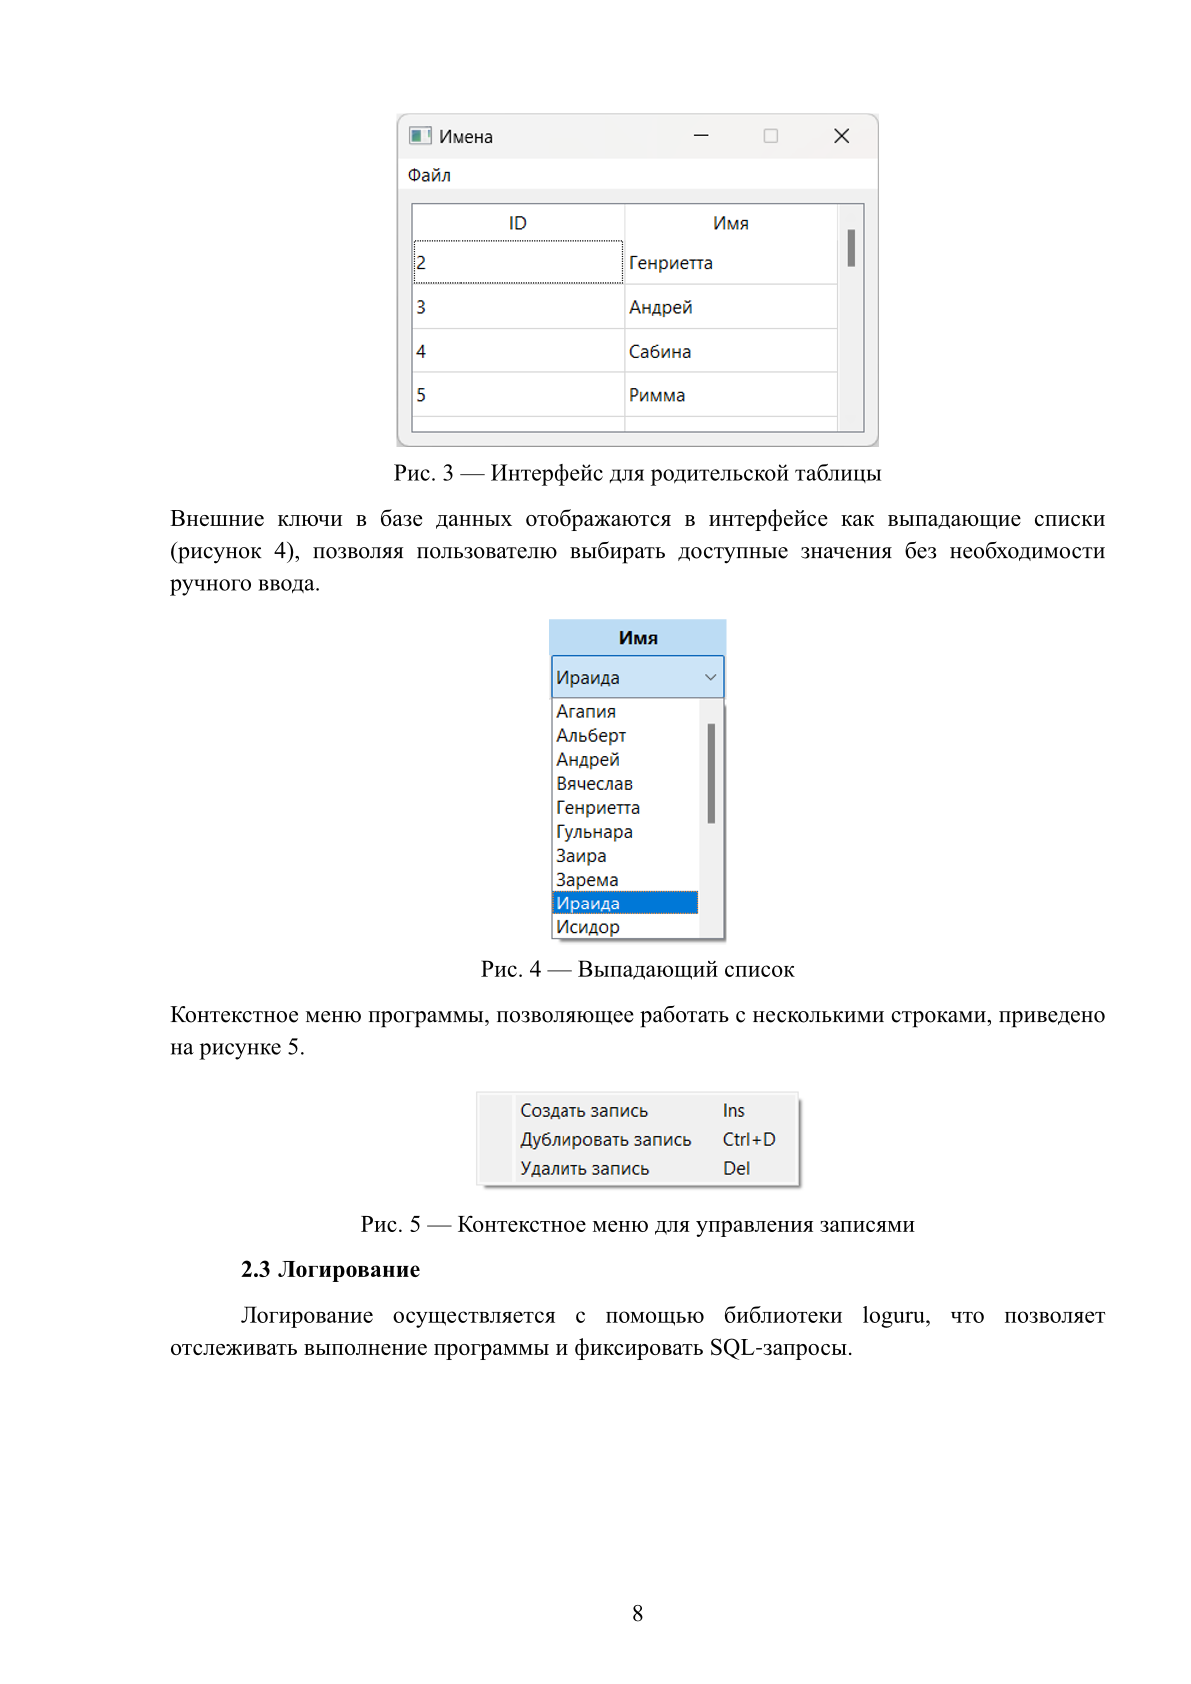 Имена
Файл
ID Имя
2 Генриетта
3 Андрей
4 Сабина
5 Римма
Рис. 3 — Интерфейс для родительской таблицы
Внешние ключи в базе данных отображаются в интерфейсе как выпадающие списки
(рисунок 4), позволяя пользователю выбирать доступные значения без необходимости
ручного ввода.
Имя
Ираида
Агапия
Альберт
Андрей
Вячеслав
Генриетта
Гульнара
Заира
Зарема
Ираида
Исидор
Рис. 4 — Выпадающий список
Контекстное меню программы, позволяющее работать с несколькими строками, приведено
на рисунке 5.
Создать запись Ins
Дублировать запись Ctrl+D
Удалить запись Del
Рис. 5 — Контекстное меню для управления записями
2.3 Логирование
Логирование осуществляется с помощью библиотеки loguru, что позволяет
отслеживать выполнение программы и фиксировать SQL-запросы.
8